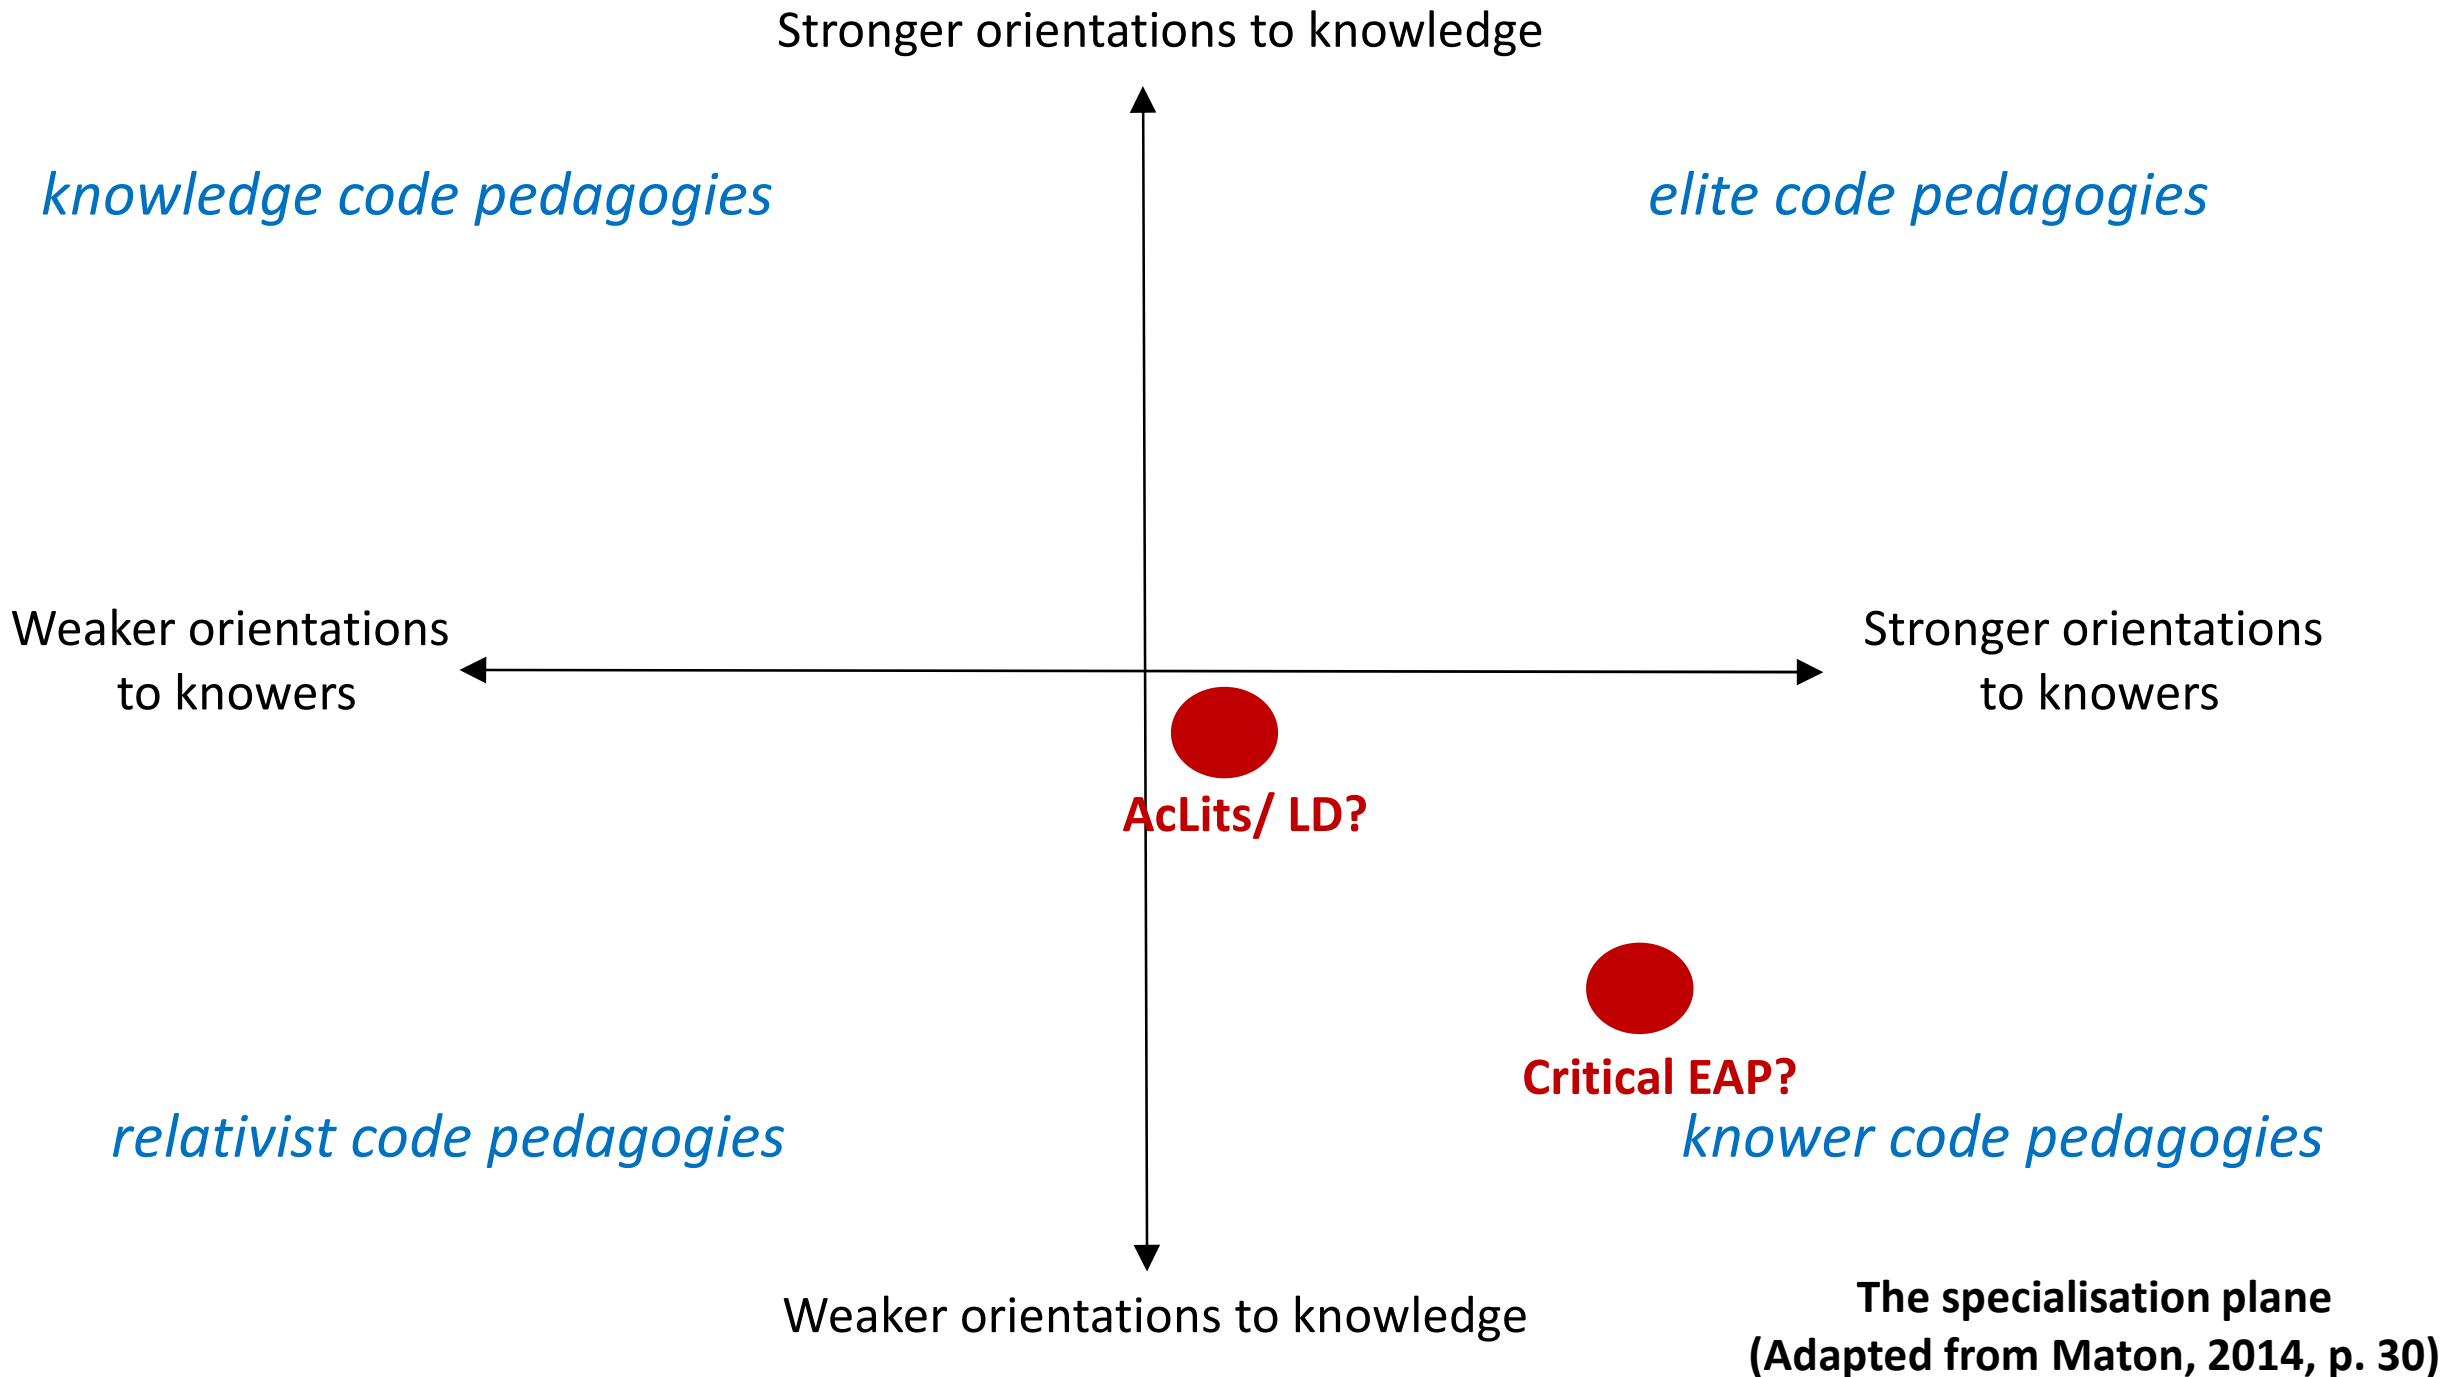 Stronger orientations to knowledge
knowledge code pedagogies
elite code pedagogies
Weaker orientations
to knowers
Stronger orientations
to knowers
AcLits/ LD?
Critical EAP?
relativist code pedagogies
knower code pedagogies
Weaker orientations to knowledge
The specialisation plane
(Adapted from Maton, 2014, p. 30)